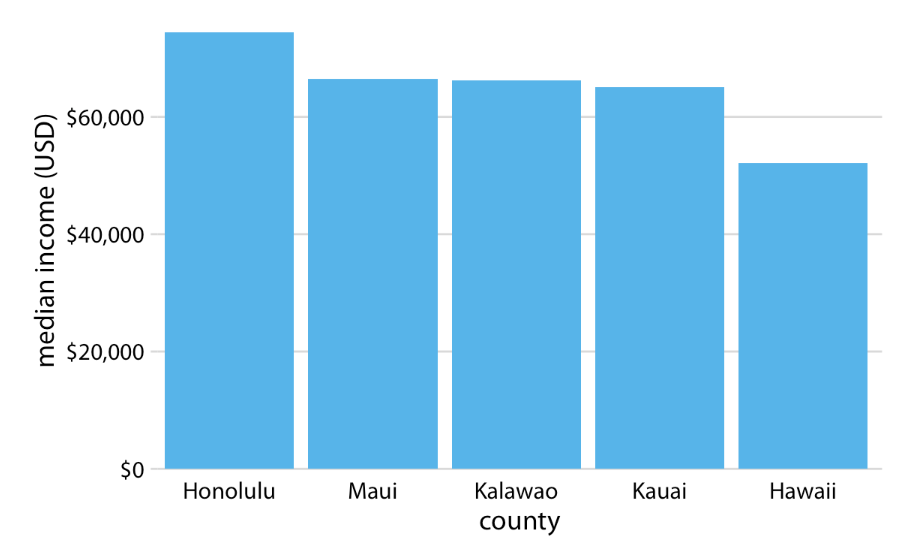 median income (USD)
$60,000
$40,000
$20,000
$0
Honolulu
Maui
Kalawao
Kauai
Hawaii
county